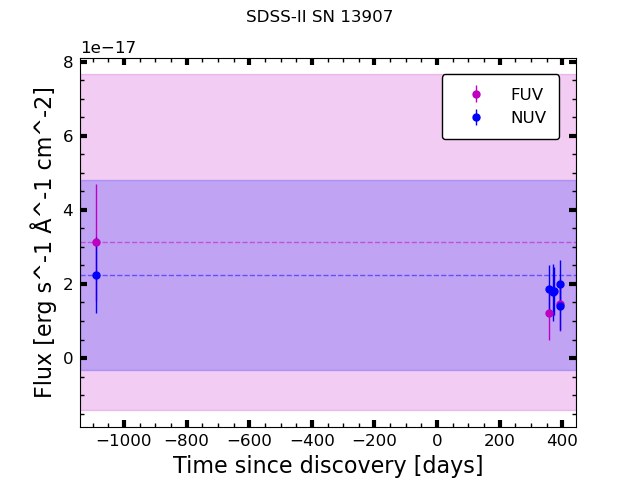 SDSS-II SN 13907
1e−17
8
6
4
2
0
Flux [erg s^-1 Å^-1 cm^-2]
FUV
NUV
−1000 −800 −600 −400 −200 0 200 400
Time since discovery [days]